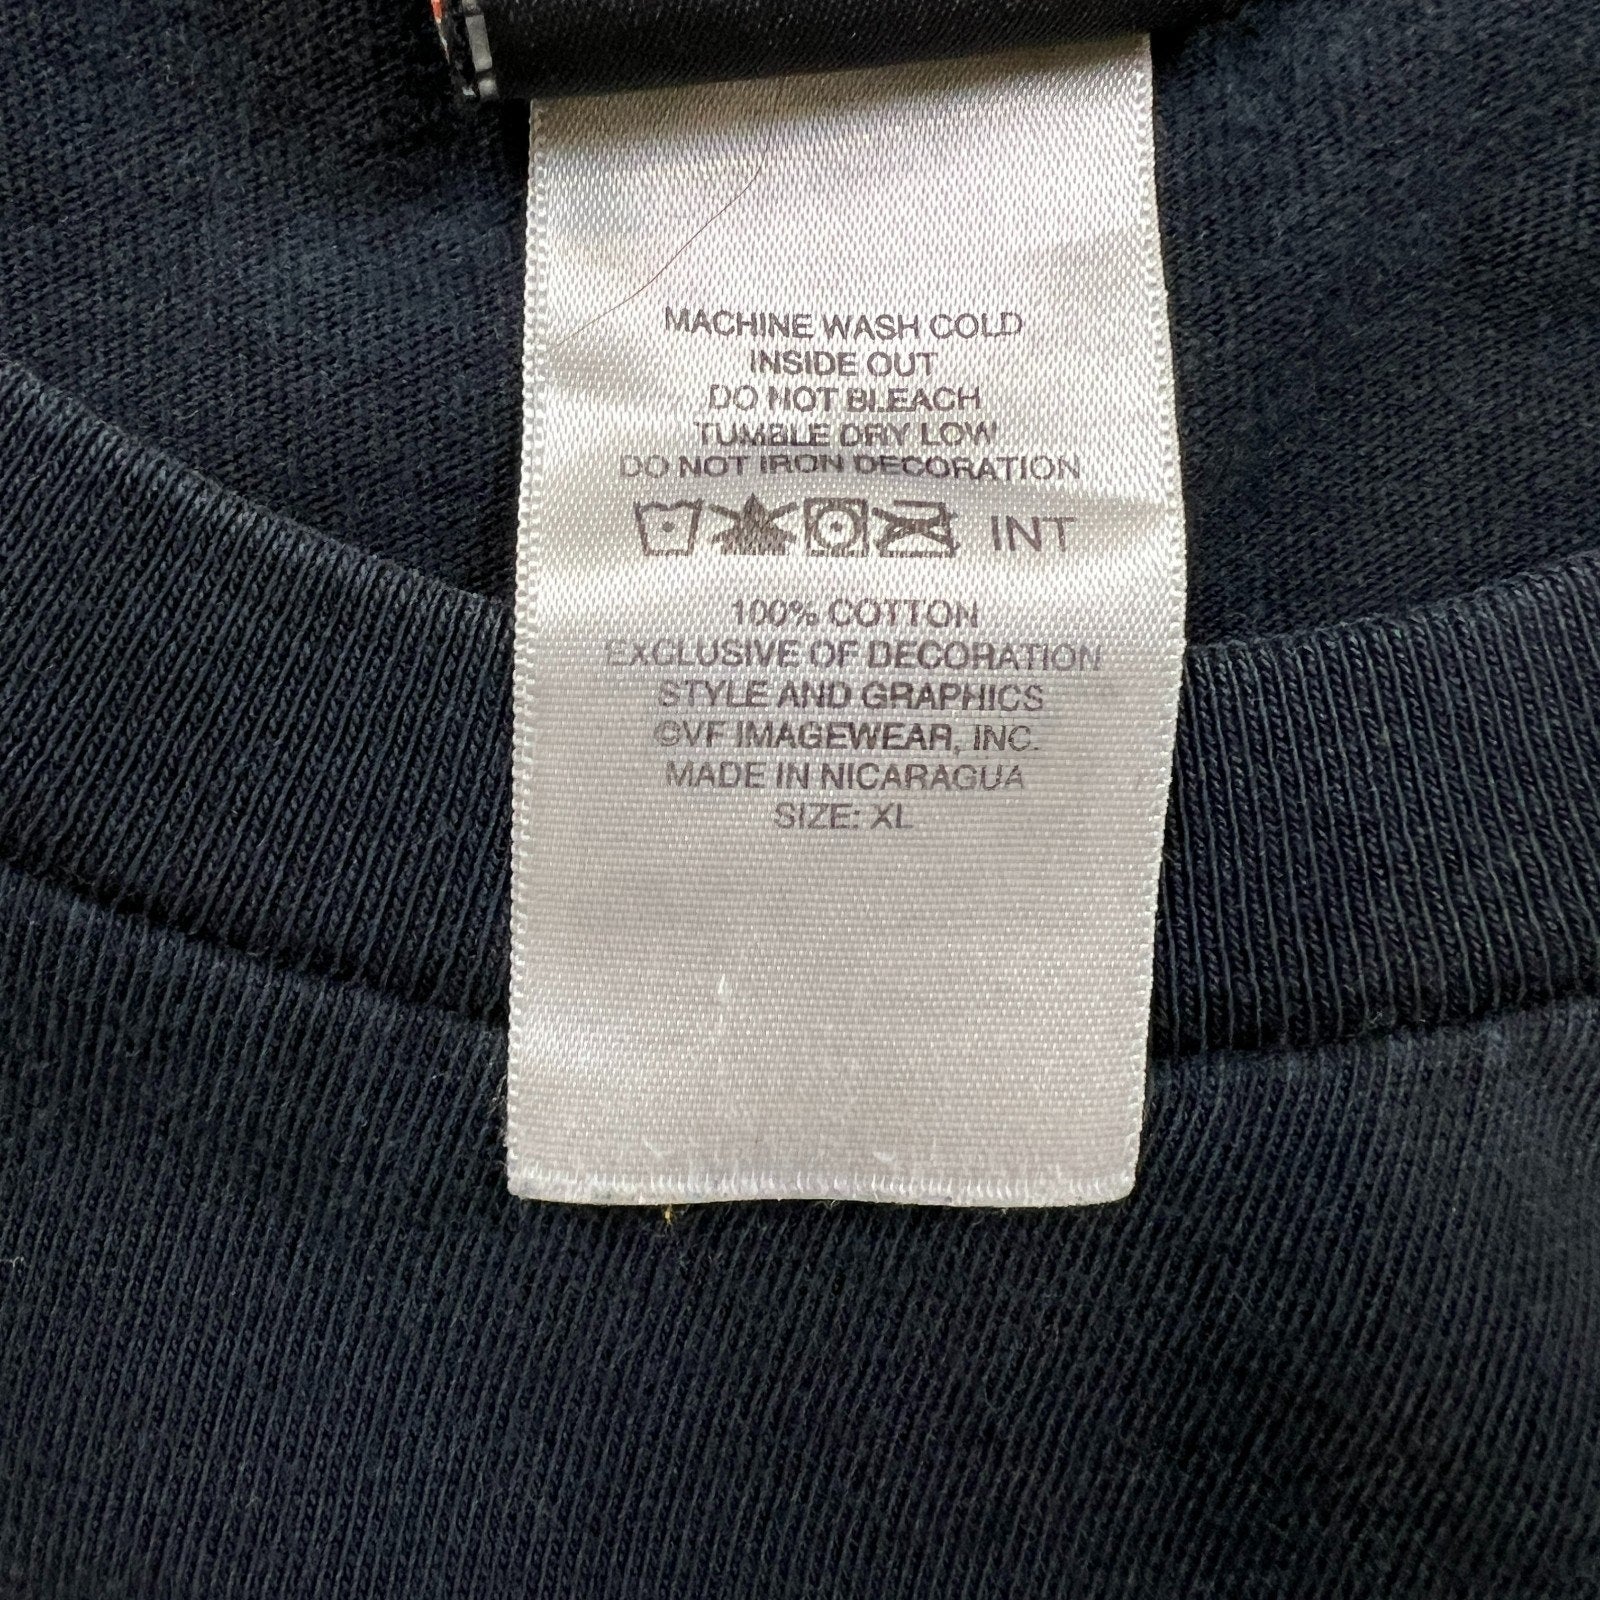 MACHINE WASH COLD
INSIDE OUT
DO NOT BLEACH
TUMBLE DRY LOW
DO NOT IRON DECORATION
INT
100% COTTON
EXCLUSIVE OF DECORATION
STYLE AND GRAPHICS
©VF IMAGEWEAR, INC.
MADE IN NICARAGUA
SIZE: XL